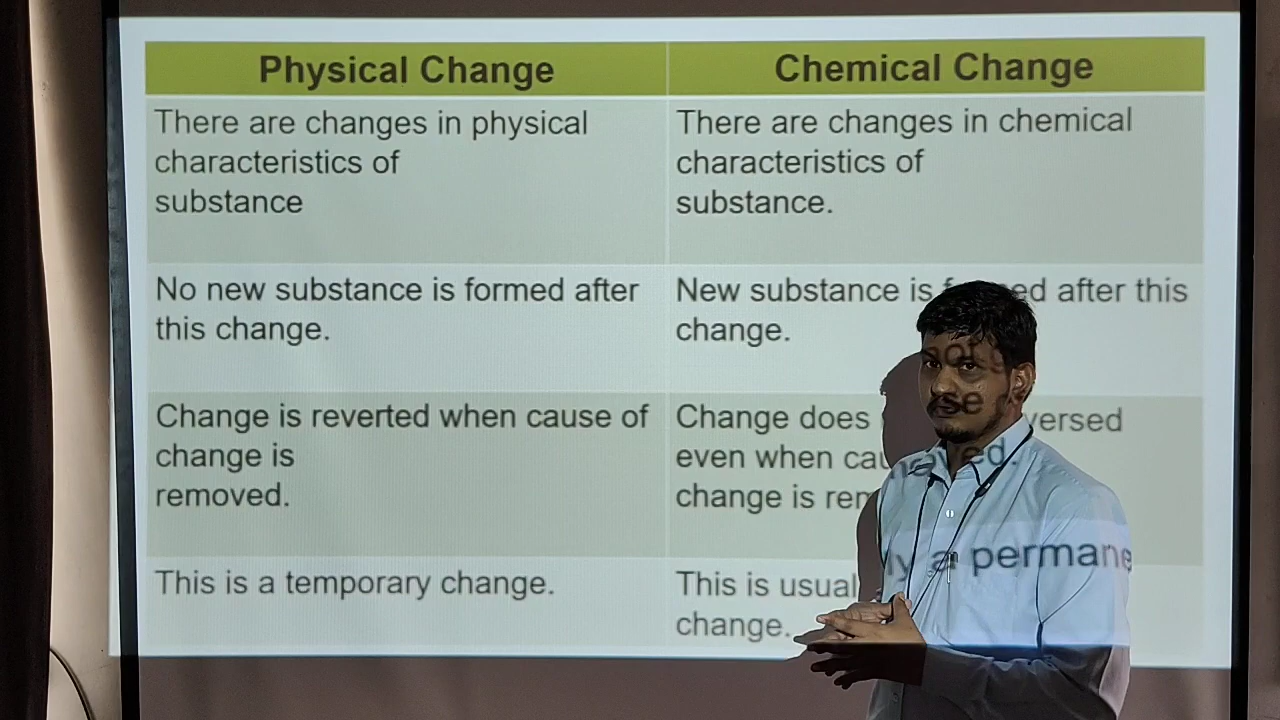 Physical Change
Chemical Change
There are changes in physical
characteristics of
substance
There are changes in chemical
characteristics of
substance.
No new substance is formed after
this change.
New substance is formed after this
change.
Change is reverted when cause of
change is
removed.
Change does versed
even when
change is
This is a temporary change.
This is usually a permane
change.